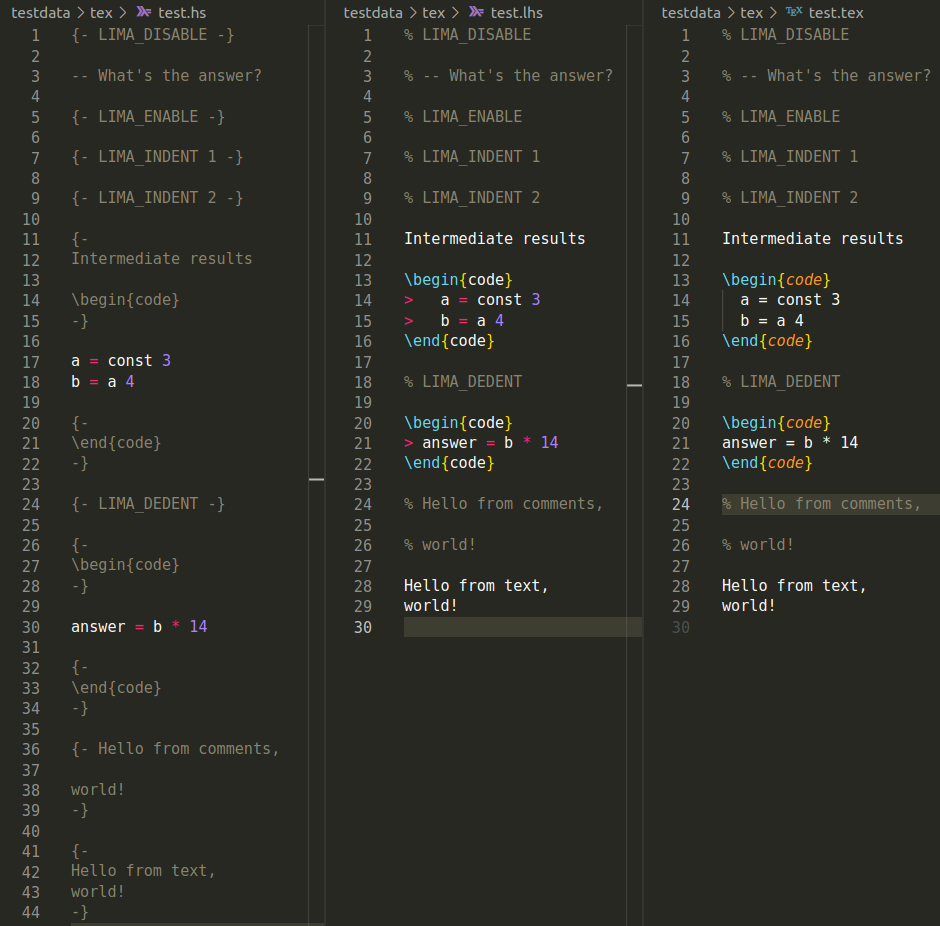 testdata > tex > test.hs
1 {- LIMA_DISABLE -}
2
3 -- What's the answer?
4
5 {- LIMA_ENABLE -}
6
7 {- LIMA_INDENT 1 -}
8
9 {- LIMA_INDENT 2 -}
10
11 {-
12 Intermediate results
13
14 \begin{code}
15 -}
16
17 a = const 3
18 b = a 4
19
20 {-
21 \end{code}
22 -}
23
24 {- LIMA_DEDENT -}
25
26 {-
27 \begin{code}
28 -}
29
30 answer = b * 14
31
32 {-
33 \end{code}
34 -}
35
36 {- Hello from comments,
37
38 world!
39 -}
40
41 {-
42 Hello from text,
43 world!
44 -}
testdata > tex > test.lhs
1 % LIMA_DISABLE
2
3 % -- What's the answer?
4
5 % LIMA_ENABLE
6
7 % LIMA_INDENT 1
8
9 % LIMA_INDENT 2
10
11 Intermediate results
12
13 \begin{code}
14 >   a = const 3
15 >   b = a 4
16 \end{code}
17
18 % LIMA_DEDENT
19
20 \begin{code}
21 > answer = b * 14
22 \end{code}
23
24 % Hello from comments,
25
26 % world!
27
28 Hello from text,
29 world!
30
testdata > tex > TEX test.tex
1 % LIMA_DISABLE
2
3 % -- What's the answer?
4
5 % LIMA_ENABLE
6
7 % LIMA_INDENT 1
8
9 % LIMA_INDENT 2
10
11 Intermediate results
12
13 \begin{code}
14   a = const 3
15   b = a 4
16 \end{code}
17
18 % LIMA_DEDENT
19
20 \begin{code}
21 answer = b * 14
22 \end{code}
23
24 % Hello from comments,
25
26 % world!
27
28 Hello from text,
29 world!
30